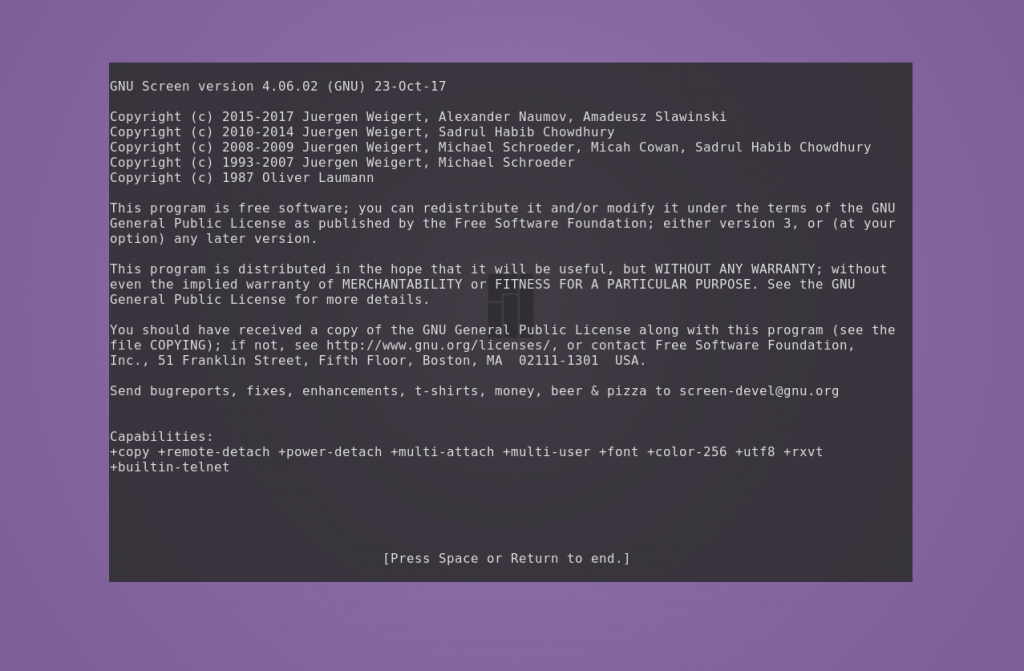 GNU Screen version 4.06.02 (GNU) 23-Oct-17
Copyright (c) 2015-2017 Juergen Weigert, Alexander Naumov, Amadeusz Slawinski
Copyright (c) 2010-2014 Juergen Weigert, Sadrul Habib Chowdhury
Copyright (c) 2008-2009 Juergen Weigert, Michael Schroeder, Micah Cowan, Sadrul Habib Chowdhury
Copyright (c) 1993-2007 Juergen Weigert, Michael Schroeder
Copyright (c) 1987 Oliver Laumann
This program is free software; you can redistribute it and/or modify it under the terms of the GNU
General Public License as published by the Free Software Foundation; either version 3, or (at your
option) any later version.
This program is distributed in the hope that it will be useful, but WITHOUT ANY WARRANTY; without
even the implied warranty of MERCHANTABILITY or FITNESS FOR A PARTICULAR PURPOSE. See the GNU
General Public License for more details.
You should have received a copy of the GNU General Public License along with this program (see the
file COPYING); if not, see http://www.gnu.org/licenses/, or contact Free Software Foundation,
Inc., 51 Franklin Street, Fifth Floor, Boston, MA  02111-1301  USA.
Send bugreports, fixes, enhancements, t-shirts, money, beer & pizza to screen-devel@gnu.org
Capabilities:
+copy +remote-detach +power-detach +multi-attach +multi-user +font +color-256 +utf8 +rxvt
+builtin-telnet
[Press Space or Return to end.]